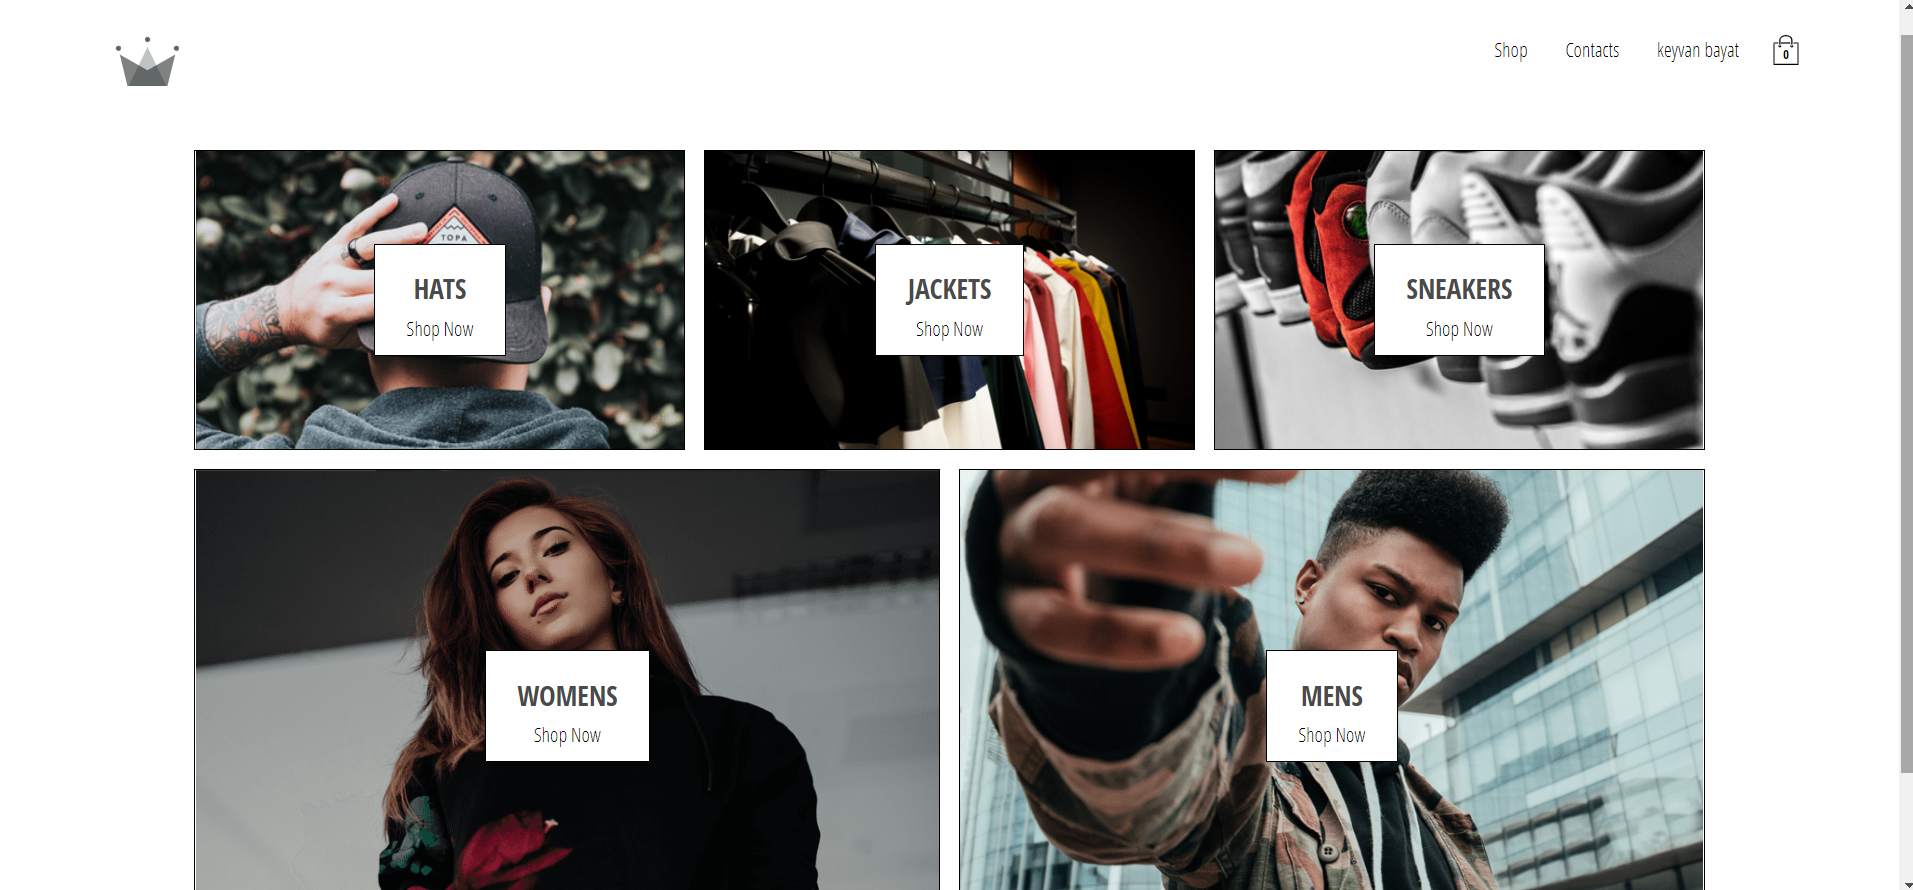 Shop
Contacts
keyvan bayat
0
TOPA
HATS
Shop Now
JACKETS
Shop Now
SNEAKERS
Shop Now
WOMENS
Shop Now
MENS
Shop Now